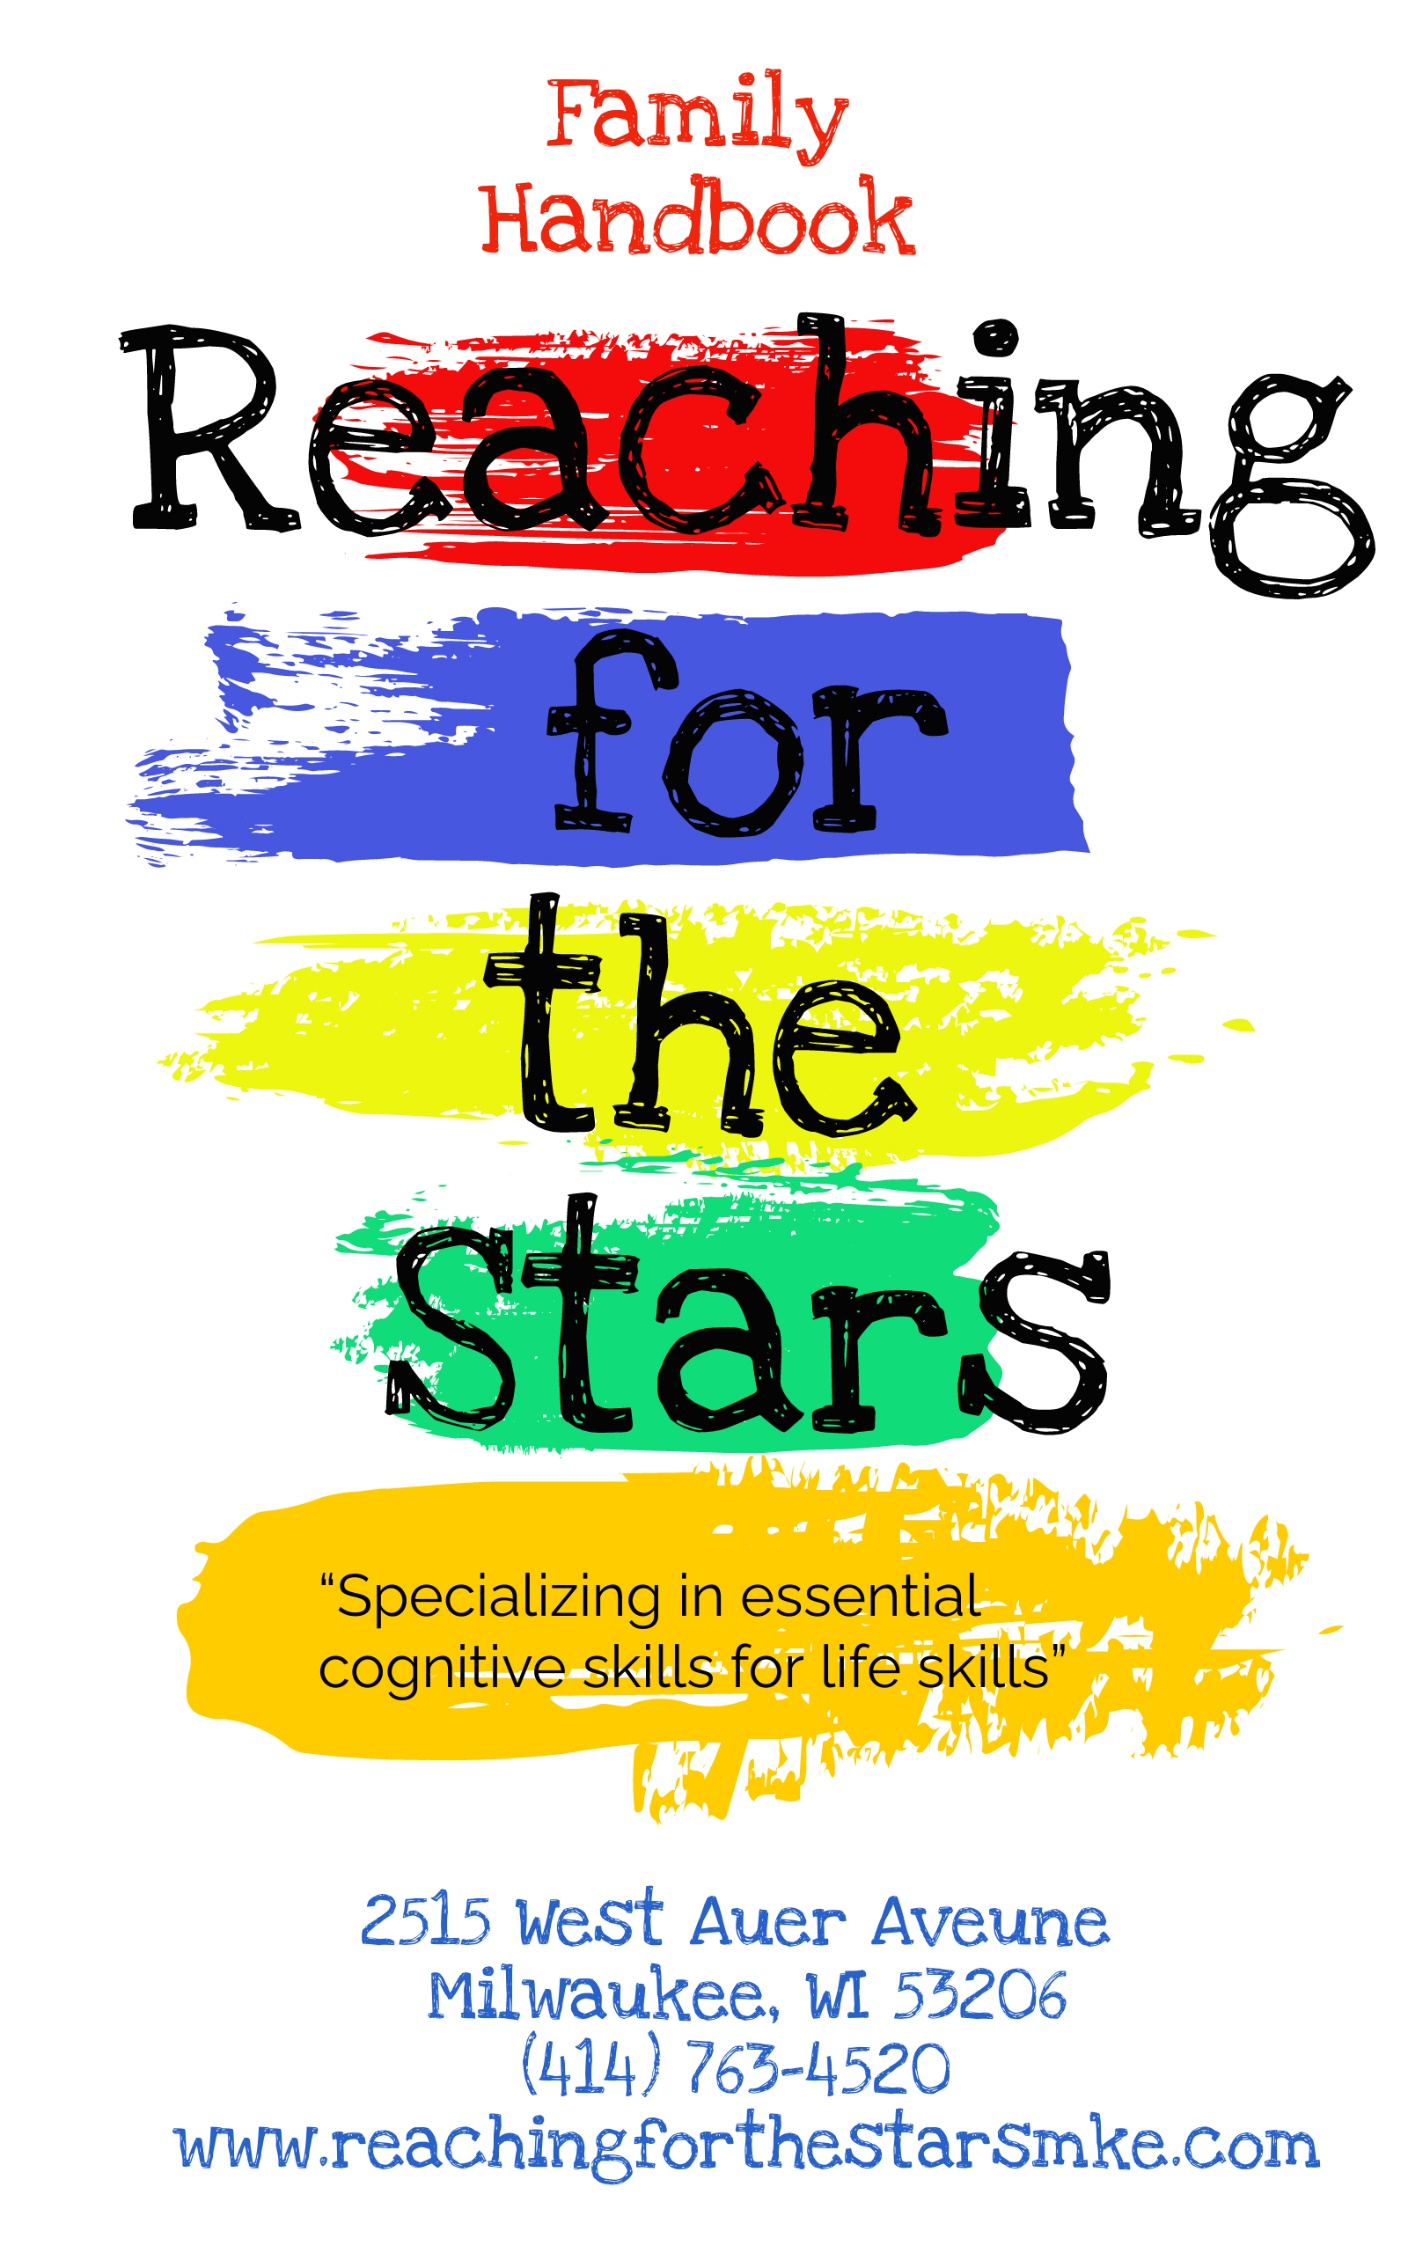 Family
Handbook
Reaching
for
the
Stars
“Specializing in essential
cognitive skills for life skills”
2515 West Auer Aveune
Milwaukee, WI 53206
(414) 763-4520
www.reachingforthestarsmke.com